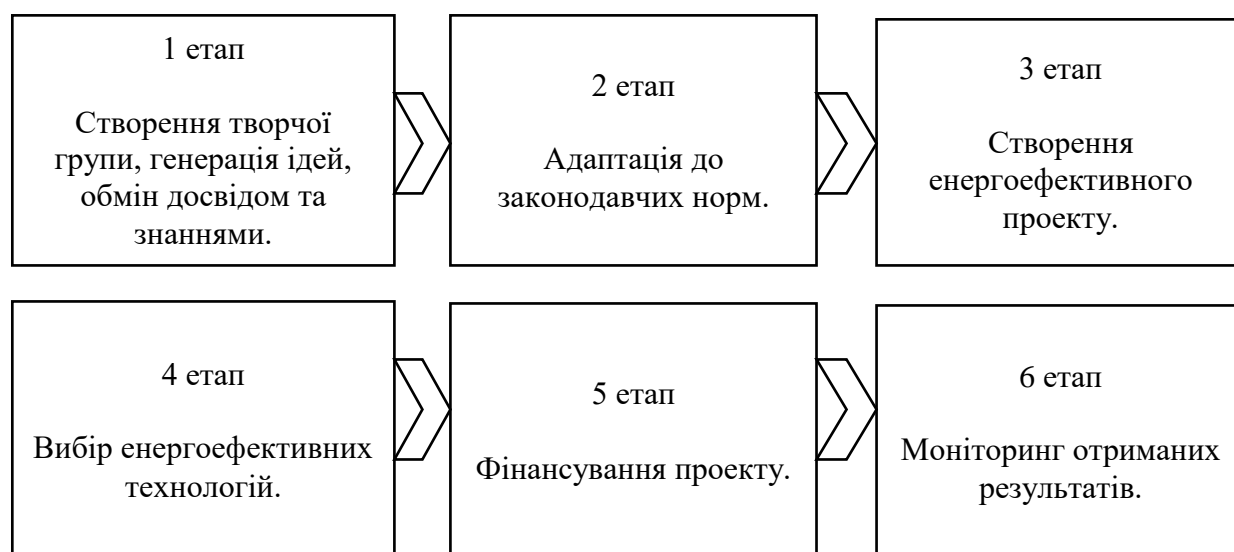 1 етап
Створення творчої
групи, генерація ідей,
обмін досвідом та
знаннями.
2 етап
Адаптація до
законодавчих норм.
3 етап
Створення
енергоефективного
проекту.
4 етап
Вибір енергоефективних
технологій.
5 етап
Фінансування проекту.
6 етап
Моніторинг отриманих
результатів.